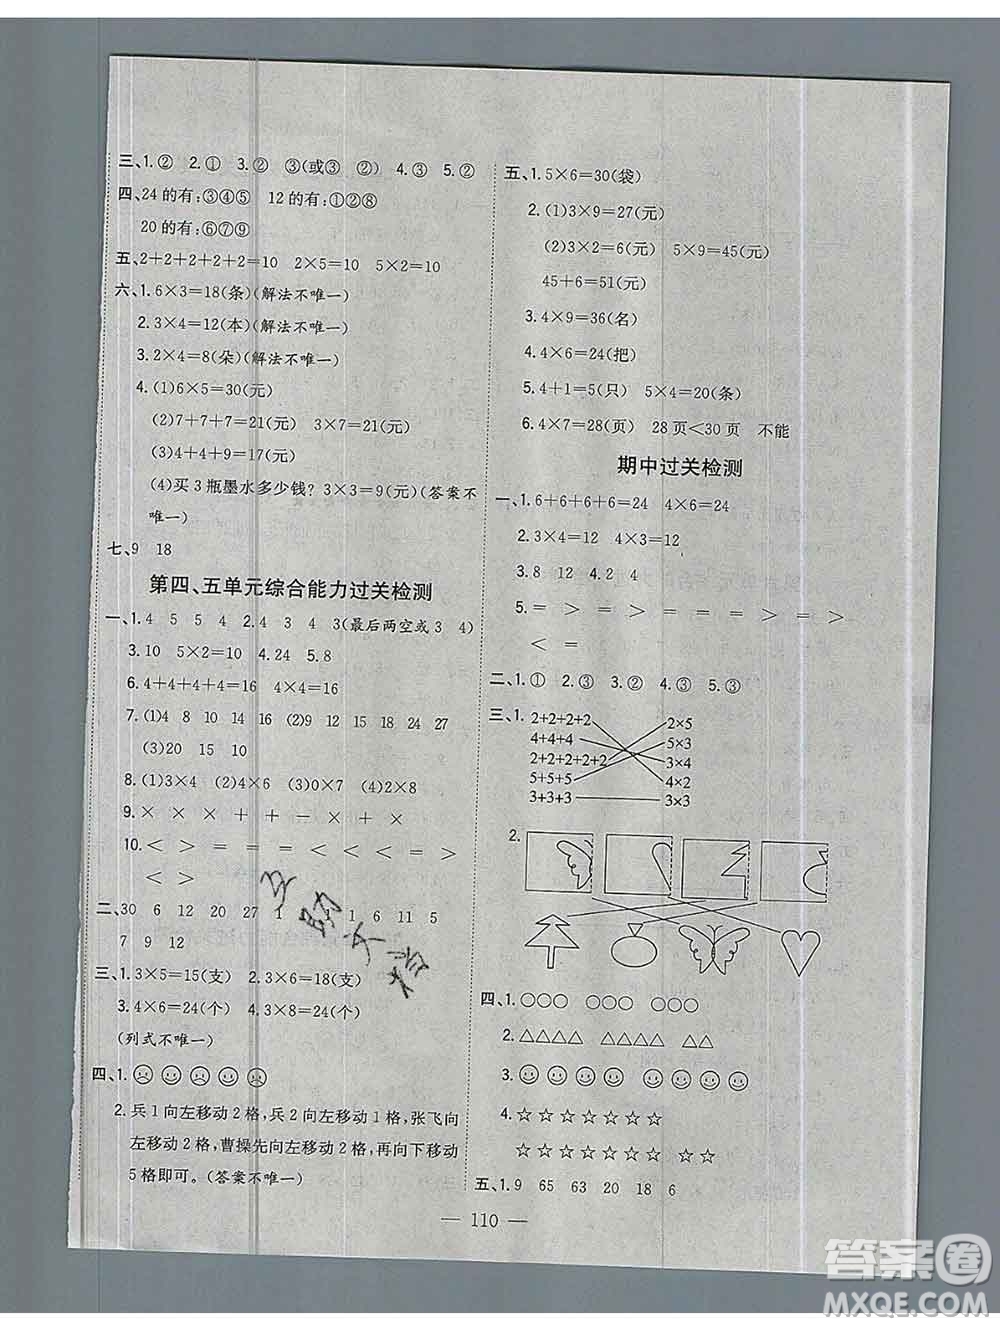 三、1.② 2.① 3.② ③(或③ ②) 4.③ 5.②
四、24 的有:③④⑤ 12 的有:①②⑧
20 的有:⑥⑦⑨
五、2+2+2+2+2=10 2×5=10 5×2=10
六、1.6×3=18(条)(解法不唯一)
2.3×4=12(本)(解法不唯一)
3.2×4=8(朵)(解法不唯一)
4.(1)6×5=30(元)
(2)7+7+7=21(元) 3×7=21(元)
(3)4+4+9=17(元)
(4)买 3 瓶墨水多少钱? 3×3=9(元)(答案不
唯一)
七、9 18
第四、五单元综合能力过关检测
一、1.4 5 5 4 2.4 3 4 3(最后两空或 3 4)
3.10 5×2=10 4.24 5.8
6.4+4+4+4=16 4×4=16
7.(1)4 8 10 16 (2)9 15 18 24 27
(3)20 15 10
8.(1)3×4 (2)4×6 (3)0×0 (4)2×8
9.× × × + + − × + ×
10.< > = = < < < < = >
< >
二、30 6 12 20 27 1 1 6 11 5
7 9 12
三、1.3×5=15(支) 2.3×6=18(支)
3.4×6=24(个) 4.3×8=24(个)
(列式不唯一)
四、1.
2.兵 1 向左移动 2 格,兵 2 向左移动 1 格,张飞向
左移动 2 格,曹操先向左移动 2 格,再向下移动
5 格即可。(答案不唯一)
五、1.5×6=30(袋)
2.(1)3×9=27(元)
(2)3×2=6(元) 5×9=45(元)
45+6=51(元)
3.4×9=36(名)
4.4×6=24(把)
5.4+1=5(只) 5×4=20(条)
6.4×7=28(页) 28 页<30 页 不能
期中过关检测
一、1.6+6+6+6=24 4×6=24
2.3×4=12 4×3=12
3.8 12 4.2 4
5.= > = > = > = >
< =
二、1.① 2.③ 3.③ 4.③ 5.③
三、1.
2+2+2+2 2×5
4+4+4 5×3
2+2+2+2+2 3×4
5+5+5 4×2
3+3+3 3×3
2.
四、1.○○○ ○○○ ○○○
2.△△△△ △△△△ △△
3.☺☺☺☺ ☺☺☺☺
4.☆☆☆☆☆☆☆
☆☆☆☆☆☆☆☆
五、1.9 65 63 20 18 6
— 110 —
答案圈
MXQE.COM